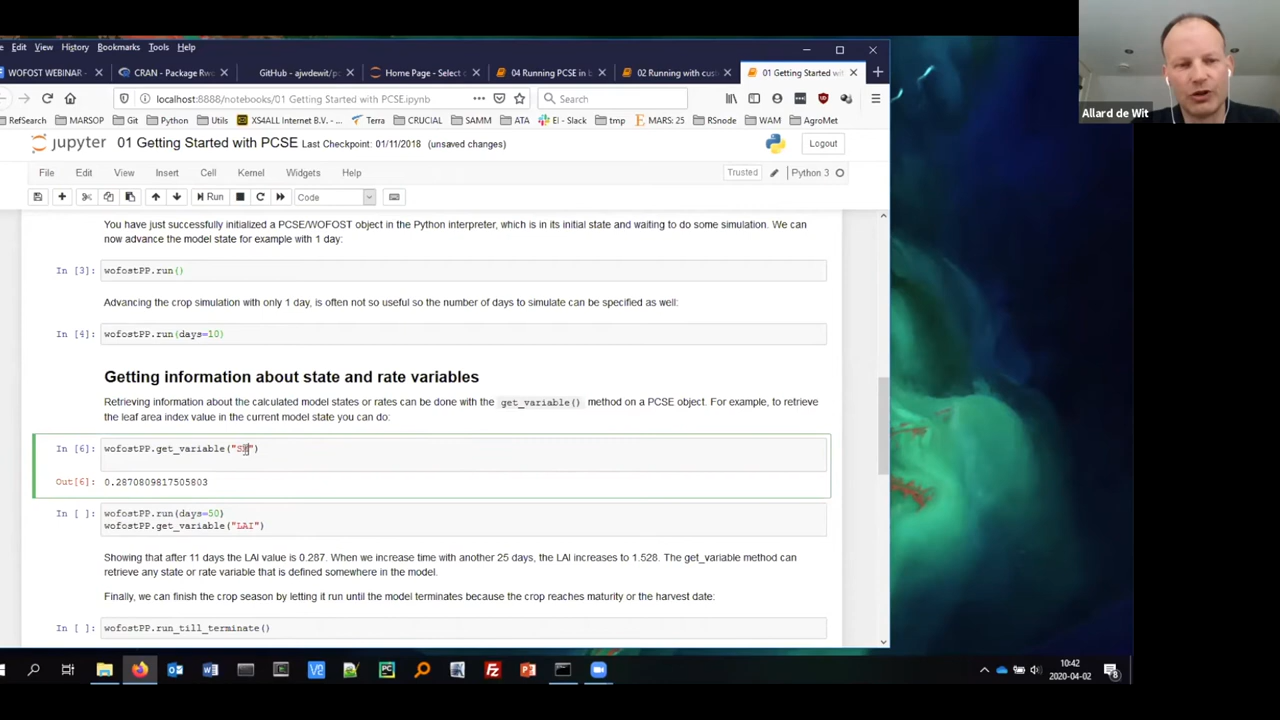 Edit View History Bookmarks Tools Help
WOFOST WEBINAR - × CRAN - Package Rwo × GitHub - ajwdewit/p × Home Page - Select o × 04 Running PCSE in b × 02 Running with cust × 01 Getting Started wit × +
localhost:8888/notebooks/01 Getting Started with PCSE.ipynb
Search
RefSearch MARSOP Git Python Utils XS4ALL Internet B.V.: Terra CRUCIAL SAMM ATA El - Slack tmp MARS: 25 RSnode WAM AgroMet
jupyter 01 Getting Started with PCSE Last Checkpoint: 01/11/2018 (unsaved changes) Logout
File Edit View Insert Cell Kernel Widgets Help Trusted Python 3
Run Code
You have just successfully initialized a PCSE/WOFOST object in the Python interpreter, which is in its initial state and waiting to do some simulation. We can
now advance the model state for example with 1 day:
In [3]: wofostPP.run()
Advancing the crop simulation with only 1 day, is often not so useful so the number of days to simulate can be specified as well:
In [4]: wofostPP.run(days=10)
Getting information about state and rate variables
Retrieving information about the calculated model states or rates can be done with the get_variable() method on a PCSE object. For example, to retrieve
the leaf area index value in the current model state you can do:
In [6]: wofostPP.get_variable(" ")
Out[6]: 0.2870809817505803
In [ ]: wofostPP.run(days=50)
wofostPP.get_variable("LAI")
Showing that after 11 days the LAI value is 0.287. When we increase time with another 25 days, the LAI increases to 1.528. The get_variable method can
retrieve any state or rate variable that is defined somewhere in the model.
Finally, we can finish the crop season by letting it run until the model terminates because the crop reaches maturity or the harvest date:
In [ ]: wofostPP.run_till_terminate()
Allard de Wit
10:42
2020-04-02
8